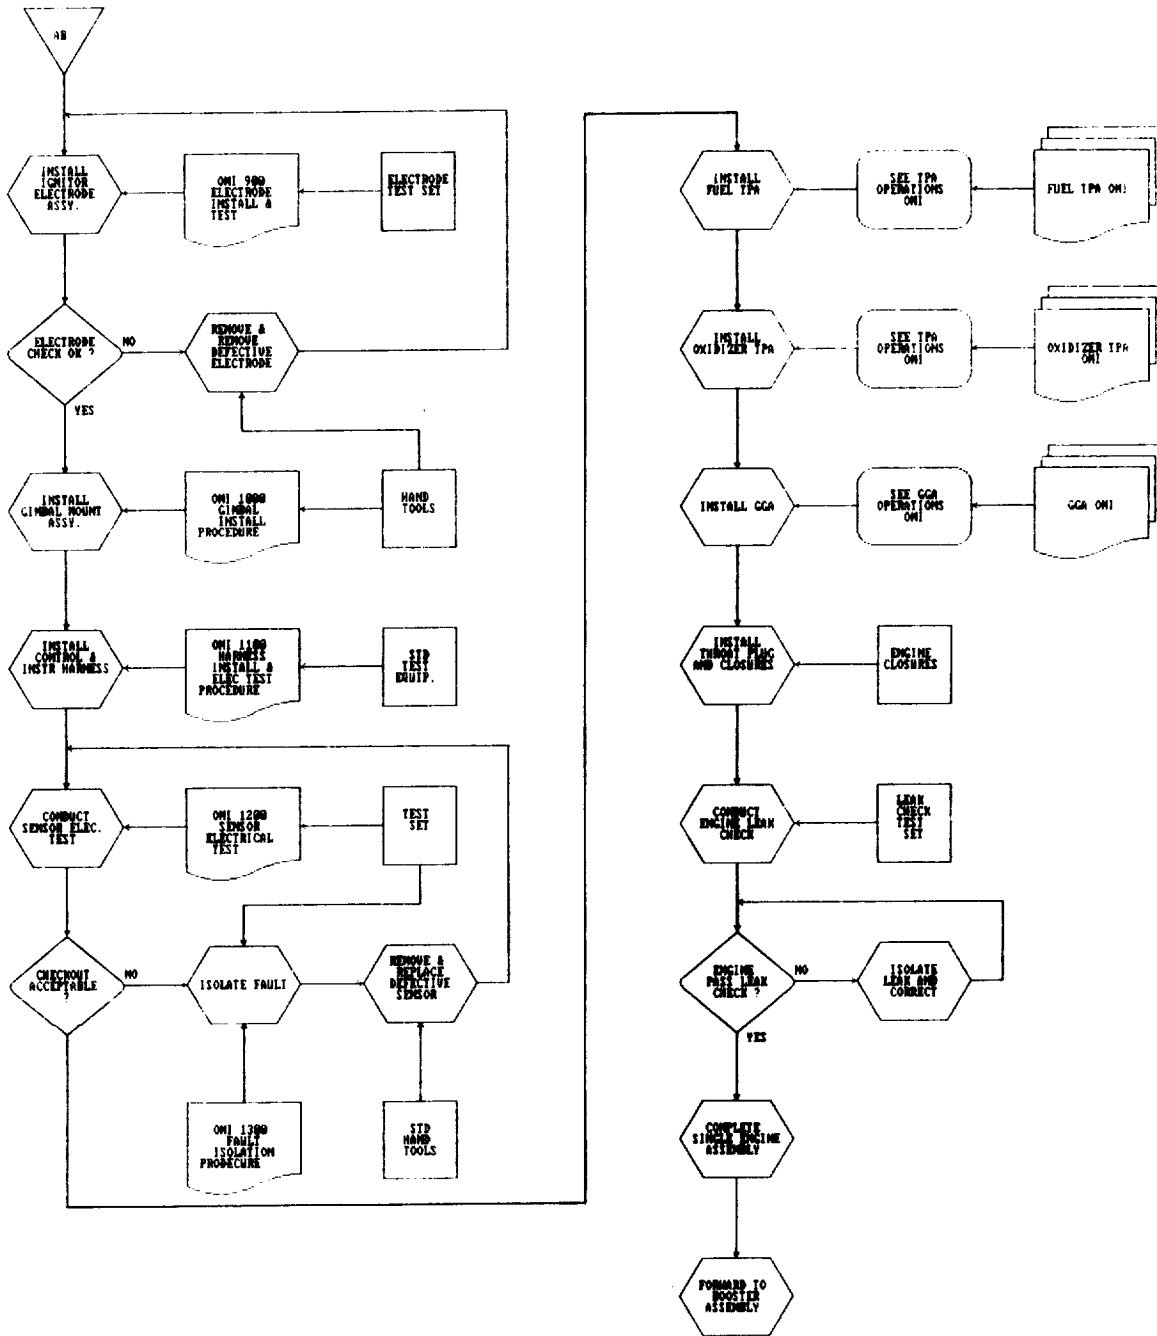 AB
INSTALL
IGNITOR
ELECTRODE
ASSY.
OMI 900
ELECTRODE
INSTALL &
TEST
ELECTRODE
TEST SET
ELECTRODE
CHECK OK ?
NO
YES
REMOVE &
REMOVE
DEFECTIVE
ELECTRODE
INSTALL
GIMBAL MOUNT
ASSY.
OMI 1000
GIMBAL
INSTALL
PROCEDURE
HAND
TOOLS
INSTALL
CONTROL &
INSTR HARNESS
OMI 1100
HARNESS
INSTALL &
ELEC TEST
PROCEDURE
STD
TEST
EQUIP.
CONDUCT
SENSOR ELEC.
TEST
OMI 1200
SENSOR
ELECTRICAL
TEST
TEST
SET
CHECKOUT
ACCEPTABLE
?
NO
ISOLATE FAULT
REMOVE &
REPLACE
DEFECTIVE
SENSOR
OMI 1300
FAULT
ISOLATION
PRODECURE
STD
HAND
TOOLS
INSTALL
FUEL TPA
SEE TPA
OPERATIONS
OMI
FUEL TPA OMI
INSTALL
OXIDIZER TPA
SEE TPA
OPERATIONS
OMI
OXIDIZER TPA
OMI
INSTALL GGA
SEE GGA
OPERATIONS
OMI
GGA OMI
INSTALL
THROAT PLUG
AND CLOSURES
ENGINE
CLOSURES
CONDUCT
ENGINE LEAK
CHECK
LEAK
CHECK
TEST
SET
ENGINE
PASS LEAK
CHECK ?
NO
YES
ISOLATE
LEAK AND
CORRECT
COMPLETE
SINGLE ENGINE
ASSEMBLY
FORWARD TO
BOOSTER
ASSEMBLY